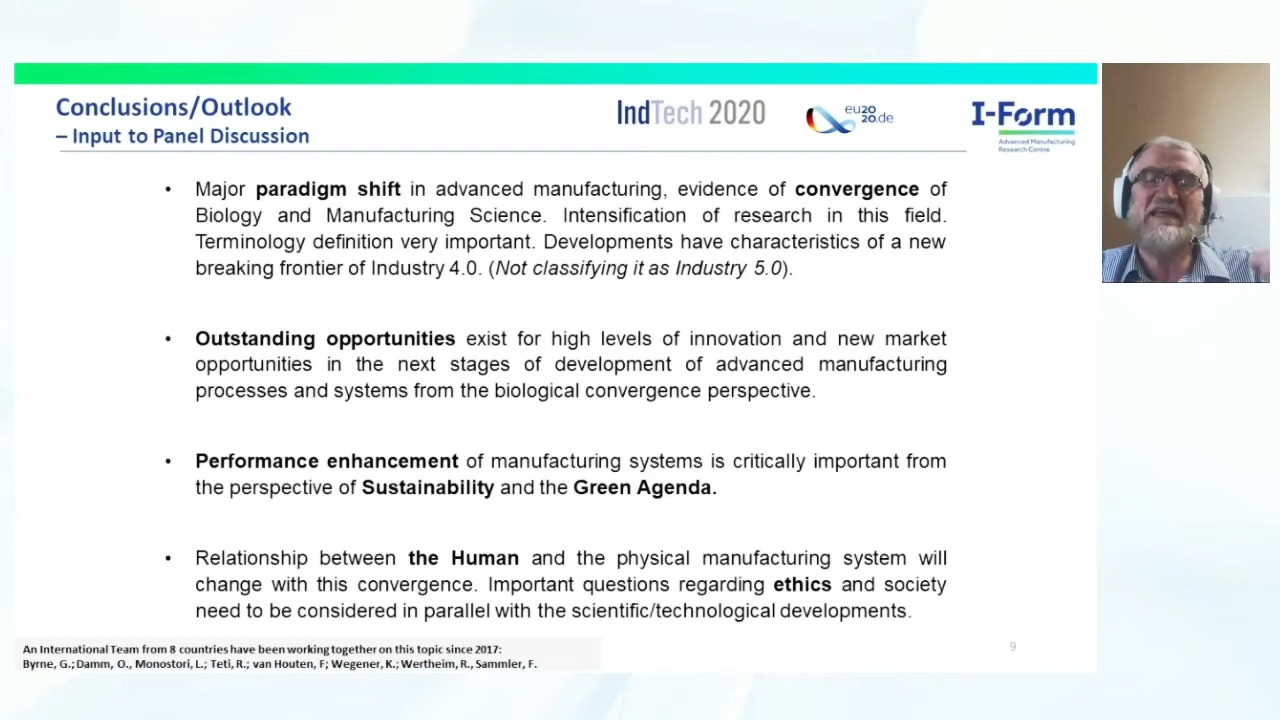 Conclusions/Outlook
– Input to Panel Discussion
IndTech 2020
eu20
20.de
I-Form
Advanced Manufacturing
Research Centre
• Major paradigm shift in advanced manufacturing, evidence of convergence of
Biology and Manufacturing Science. Intensification of research in this field.
Terminology definition very important. Developments have characteristics of a new
breaking frontier of Industry 4.0. (Not classifying it as Industry 5.0).
• Outstanding opportunities exist for high levels of innovation and new market
opportunities in the next stages of development of advanced manufacturing
processes and systems from the biological convergence perspective.
• Performance enhancement of manufacturing systems is critically important from
the perspective of Sustainability and the Green Agenda.
• Relationship between the Human and the physical manufacturing system will
change with this convergence. Important questions regarding ethics and society
need to be considered in parallel with the scientific/technological developments.
An International Team from 8 countries have been working together on this topic since 2017:
Byrne, G.; Damm, O., Monostori, L.; Teti, R.; van Houten, F; Wegener, K.; Wertheim, R., Sammler, F.
9